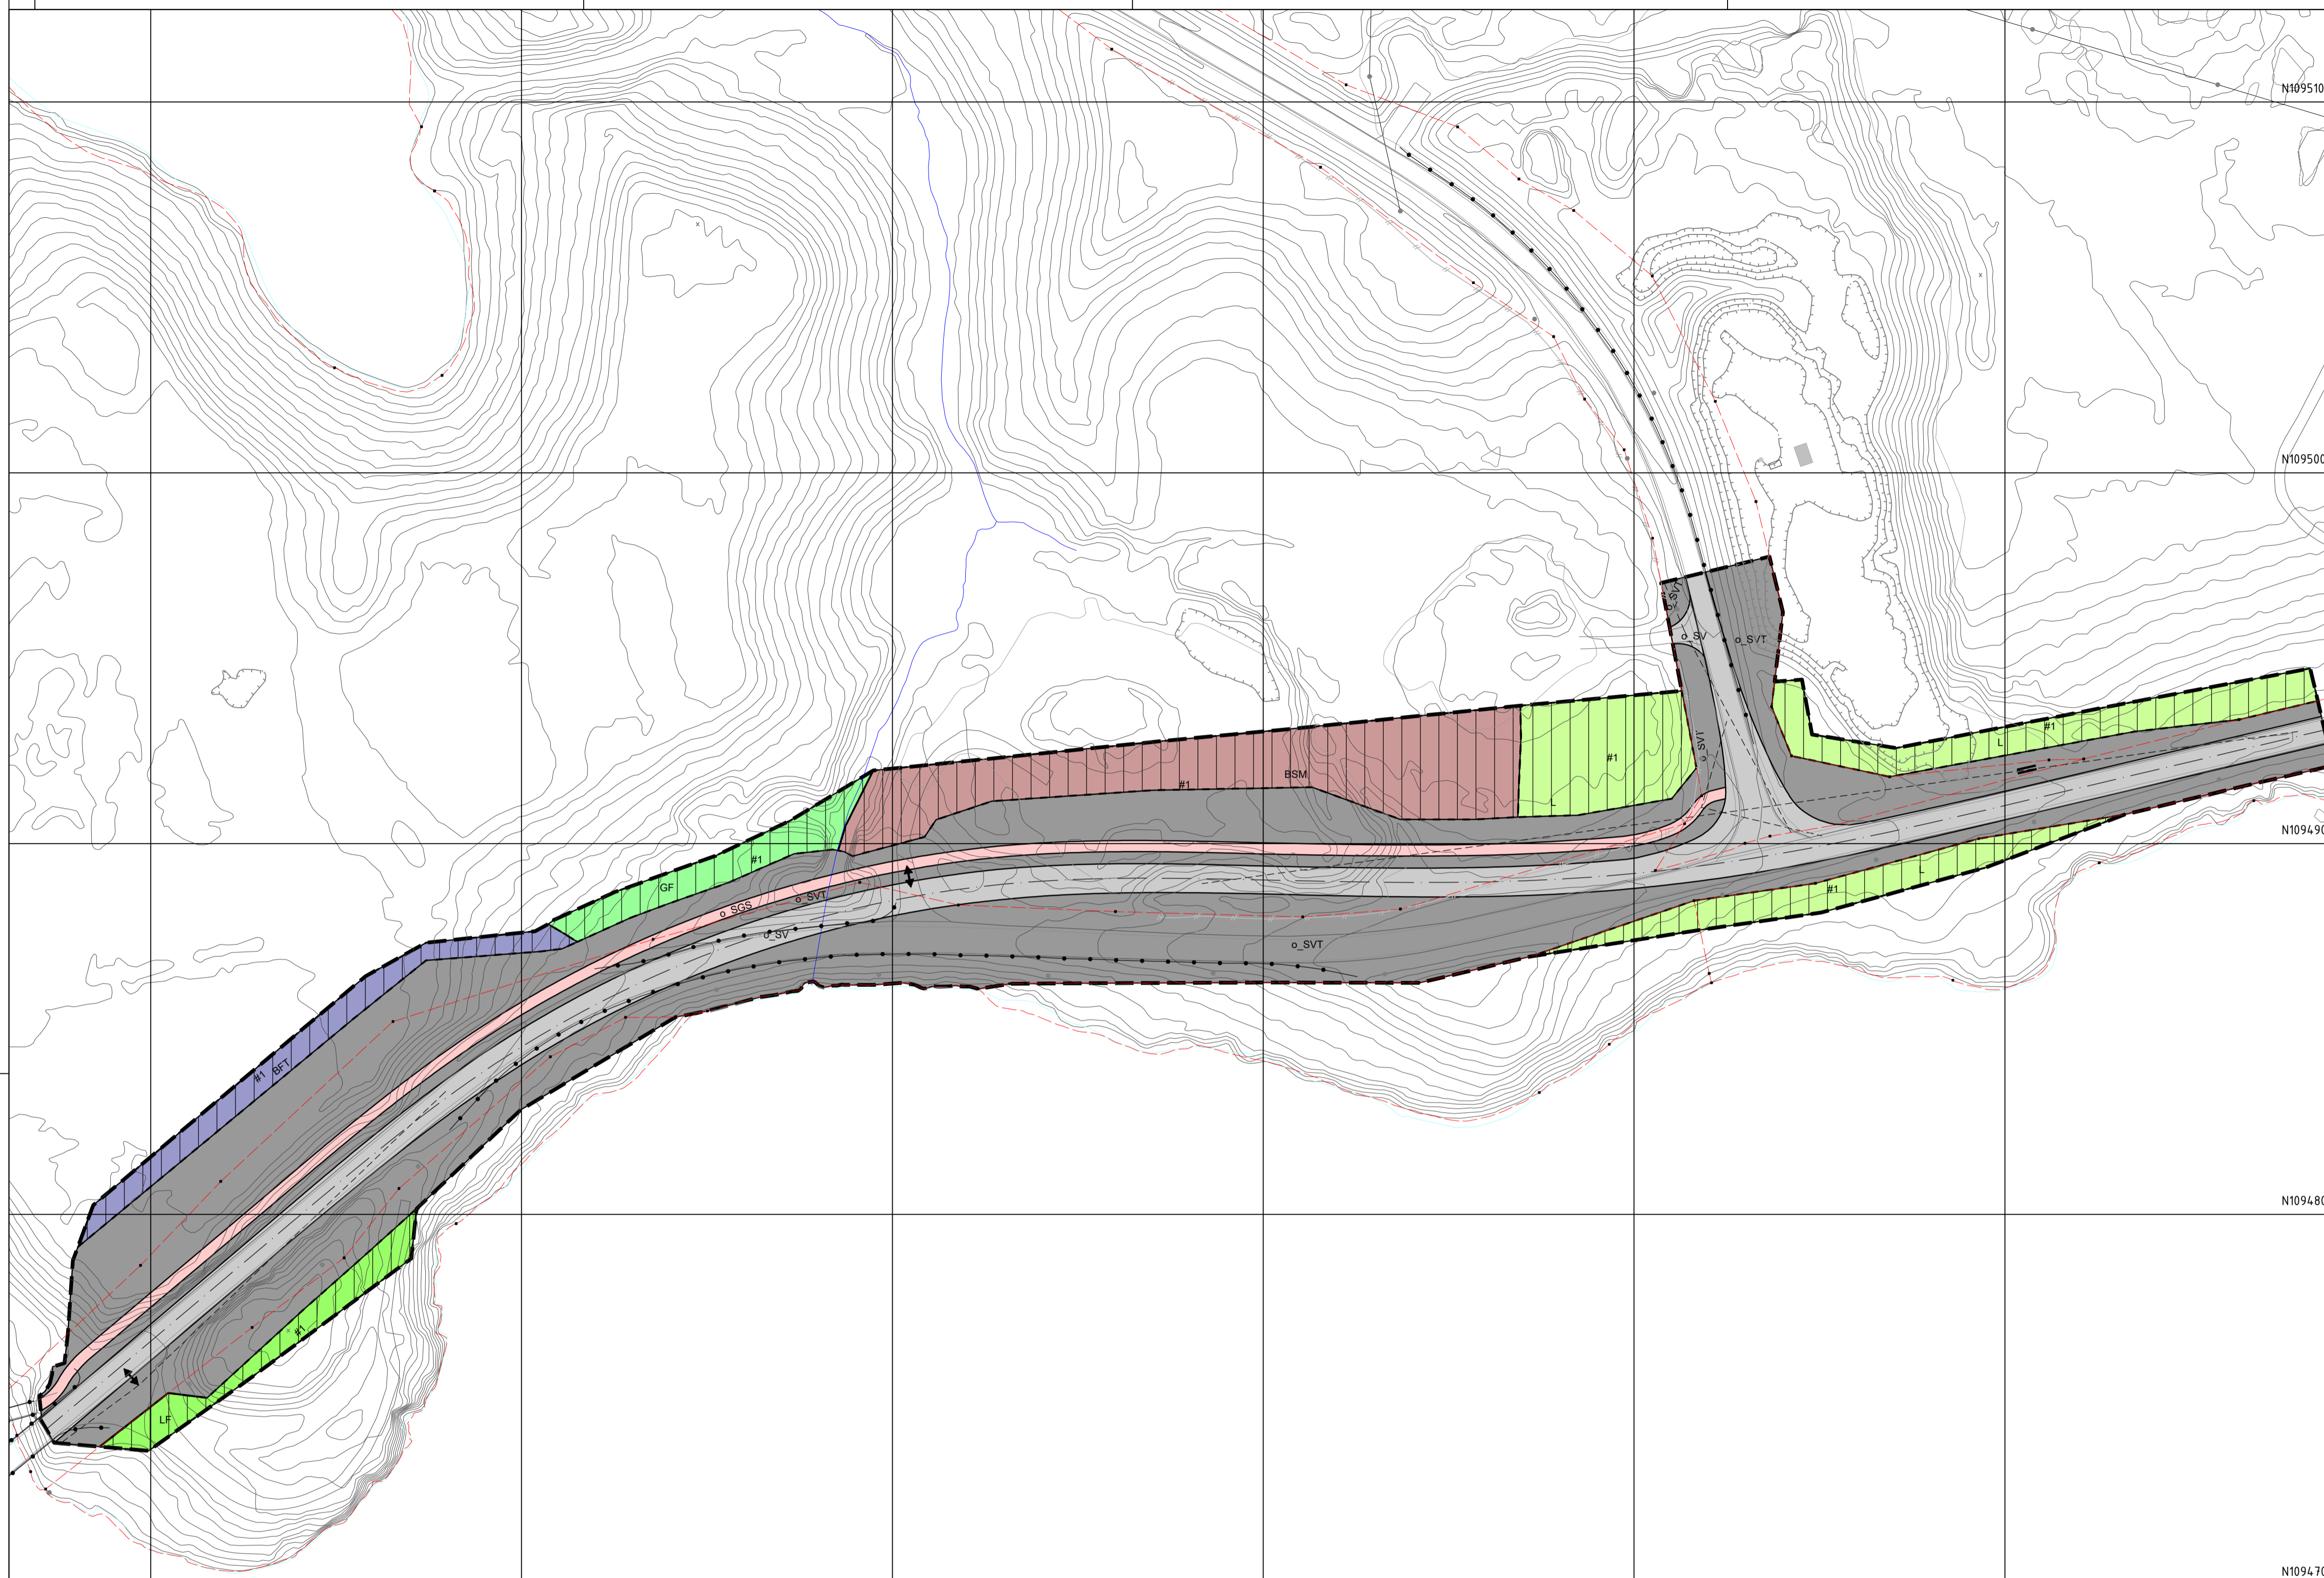 N109510
N109500
o_SVT
o_SV
o_SVT
L
#1
o_SVT
#1
BSM
#1
L
N109490
#1
GF
#1
L
o_SVT
o_SGS
o_SV
o_SVT
#1 BFT
N109480
#1
LF
N109470